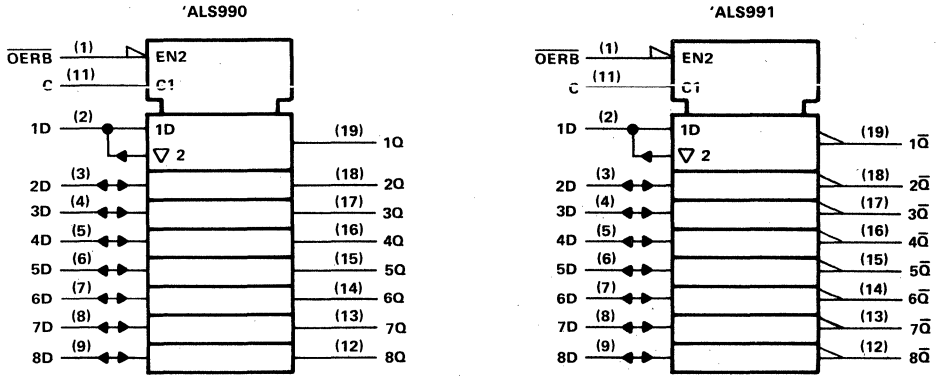 'ALS990
OERB (1) EN2
C (11) C1
1D (2) 1D (19) 1Q
▽ 2
2D (3) (18) 2Q
3D (4) (17) 3Q
4D (5) (16) 4Q
5D (6) (15) 5Q
6D (7) (14) 6Q
7D (8) (13) 7Q
8D (9) (12) 8Q
'ALS991
OERB (1) EN2
C (11) C1
1D (2) 1D (19) 1Q̅
▽ 2
2D (3) (18) 2Q̅
3D (4) (17) 3Q̅
4D (5) (16) 4Q̅
5D (6) (15) 5Q̅
6D (7) (14) 6Q̅
7D (8) (13) 7Q̅
8D (9) (12) 8Q̅